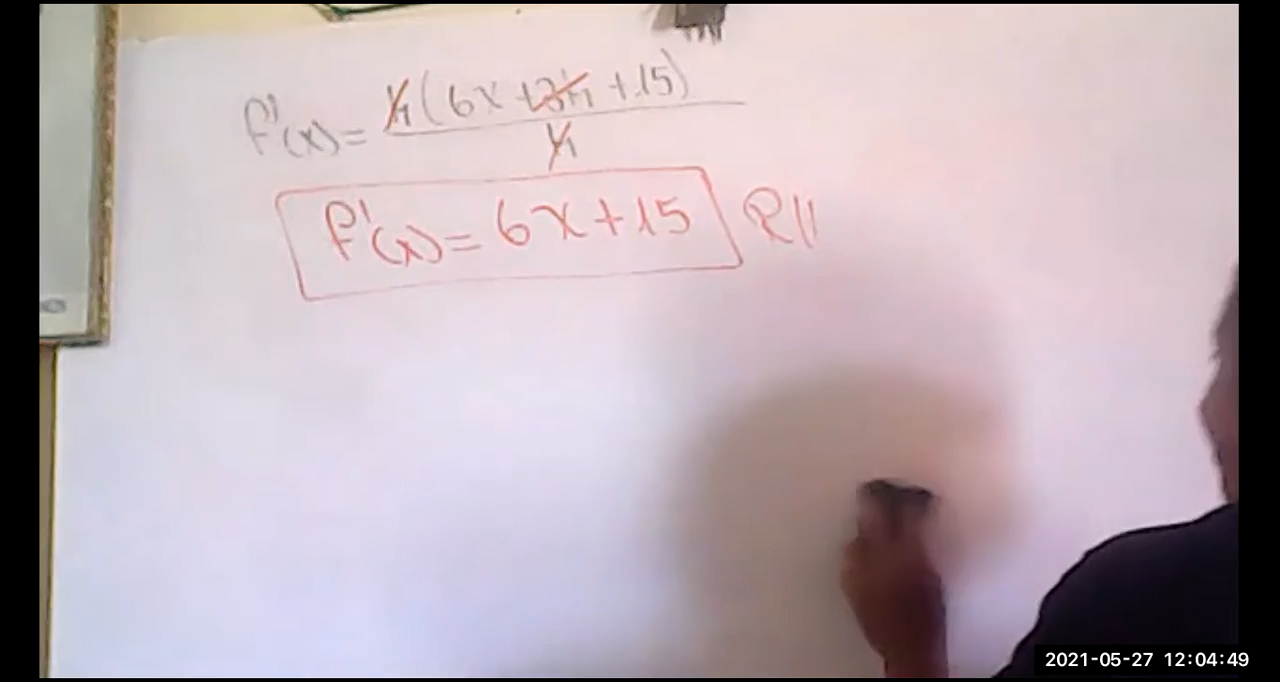 f'(x) = h(6x + 3h + 15)
h
f'(x) = 6x + 15 R//
2021-05-27 12:04:49